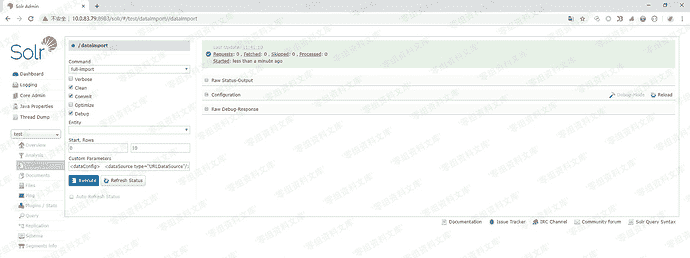 Solr Admin
不安全 | 10.0.83.79:8983/solr/#/test/dataimport//dataimport
Solr
Dashboard
Logging
Core Admin
Java Properties
Thread Dump
test
Overview
Analysis
Documents
Files
Ping
Plugins / Stats
Query
Replication
Schema
Segments info
/dataimport
Command
full-import
Verbose
Clean
Commit
Optimize
Debug
Entity
Start, Rows
0 10
Custom Parameters
<dataConfig> <dataSource type="URLDataSource"/
Execute Refresh Status
Auto-Refresh Status
Last Update:
Requests: 0 , Fetched: 0 , Skipped: 0 , Processed: 0
Started: less than a minute ago
Raw Status-Output
Configuration
Debug-Mode Reload
Raw Debug-Response
Documentation Issue Tracker IRC Channel Community forum Solr Query Syntax
零组资料文库